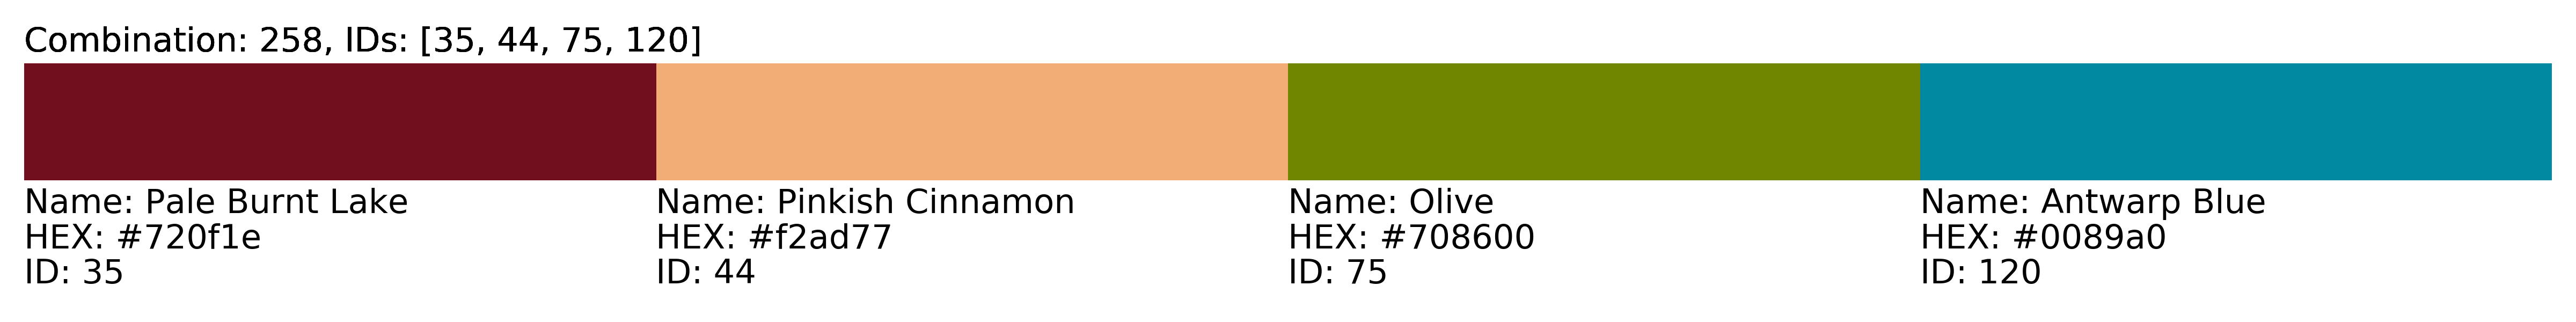 Combination: 258, IDs: [35, 44, 75, 120]
Name: Pale Burnt Lake
HEX: #720f1e
ID: 35
Name: Pinkish Cinnamon
HEX: #f2ad77
ID: 44
Name: Olive
HEX: #708600
ID: 75
Name: Antwarp Blue
HEX: #0089a0
ID: 120